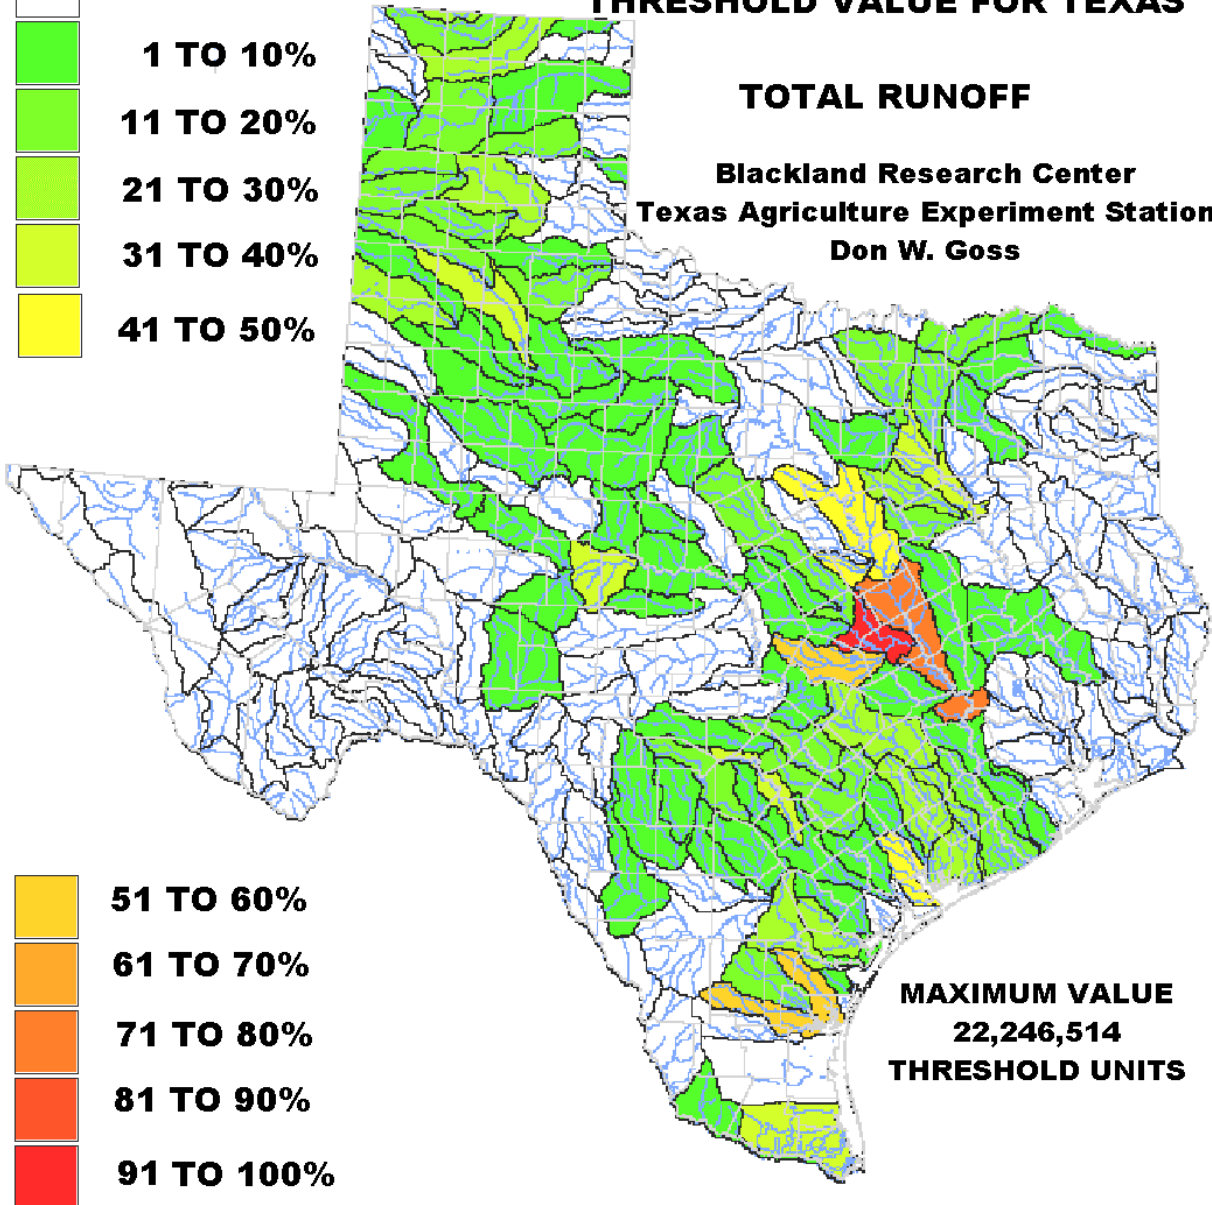 THRESHOLD VALUE FOR TEXAS
1 TO 10%
11 TO 20%
21 TO 30%
31 TO 40%
41 TO 50%
TOTAL RUNOFF
Blackland Research Center
Texas Agriculture Experiment Station
Don W. Goss
51 TO 60%
61 TO 70%
71 TO 80%
81 TO 90%
91 TO 100%
MAXIMUM VALUE
22,246,514
THRESHOLD UNITS